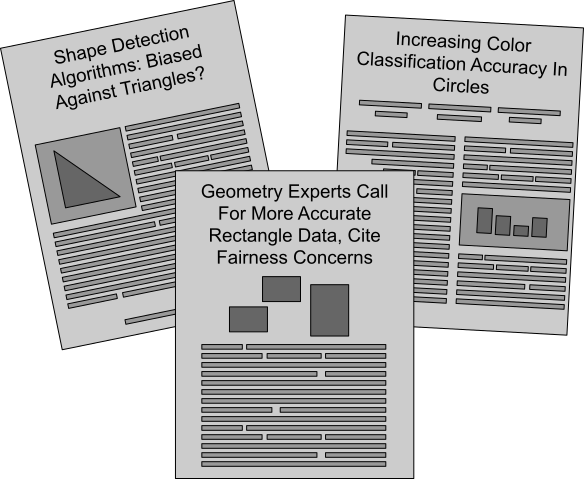 Shape Detection
Algorithms: Biased
Against Triangles?
Increasing Color
Classification Accuracy In
Circles
Geometry Experts Call
For More Accurate
Rectangle Data, Cite
Fairness Concerns